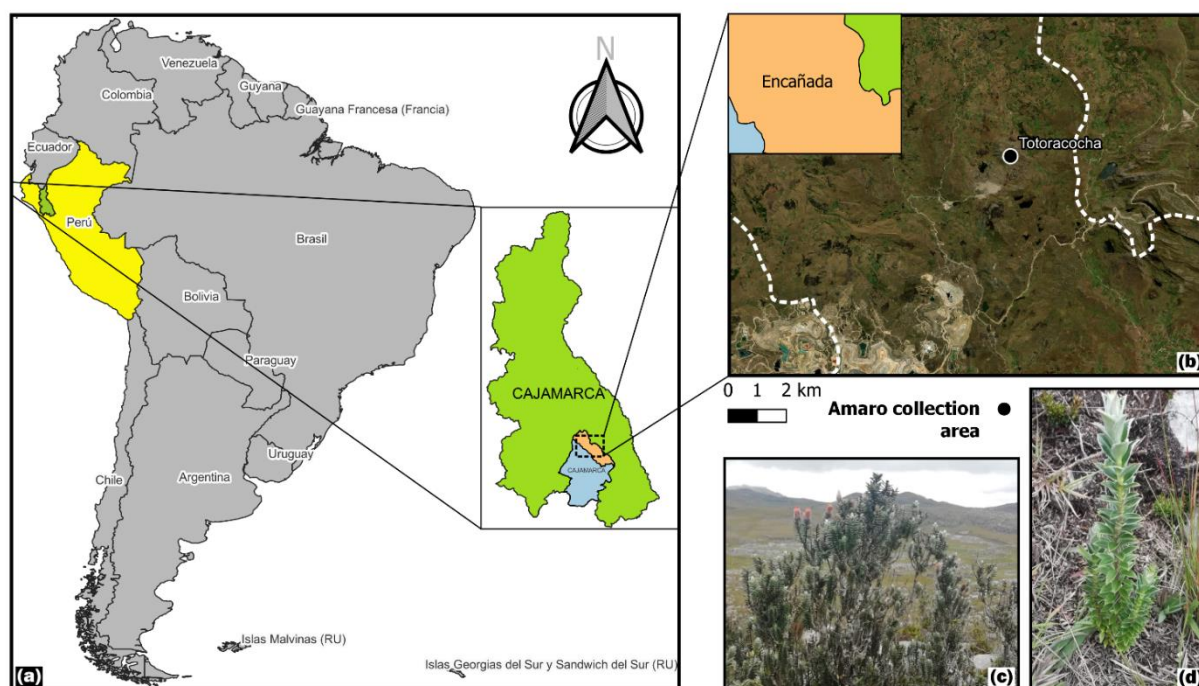 N
Venezuela
Guyana
Colombia
Guayana Francesa (Francia)
Ecuador
Perú
Brasil
Bolivia
Paraguay
Chile
Argentina
Uruguay
Islas Malvinas (RU)
Islas Georgias del Sur y Sandwich del Sur (RU)
(a)
CAJAMARCA
CAJAMARCA
Encañada
Totoracocha
(b)
0 1 2 km
Amaro collection
area
(c)
(d)